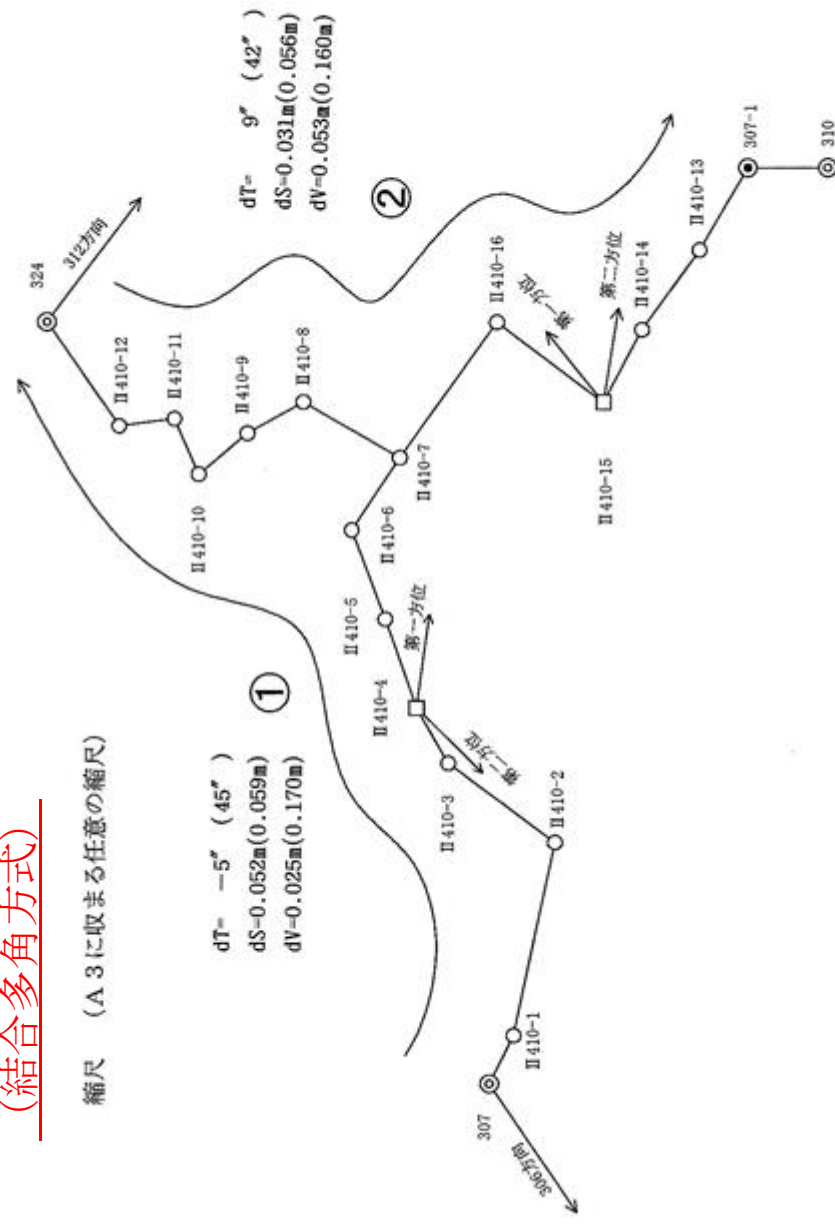 (結合多角方式)
縮尺 (A3に収まる任意の縮尺)
①
dT= −5″ (45″ )
dS=0.052m(0.059m)
dV=0.025m(0.170m)
②
dT= 9″ (42″ )
dS=0.031m(0.056m)
dV=0.053m(0.160m)
324
312方向
Ⅱ410-12
Ⅱ410-11
Ⅱ410-10
Ⅱ410-9
Ⅱ410-8
Ⅱ410-7
Ⅱ410-6
Ⅱ410-5
Ⅱ410-4
第一方位
第二方位
Ⅱ410-3
Ⅱ410-2
Ⅱ410-1
307
306方向
Ⅱ410-16
第一方位
第二方位
Ⅱ410-15
Ⅱ410-14
Ⅱ410-13
307-1
310